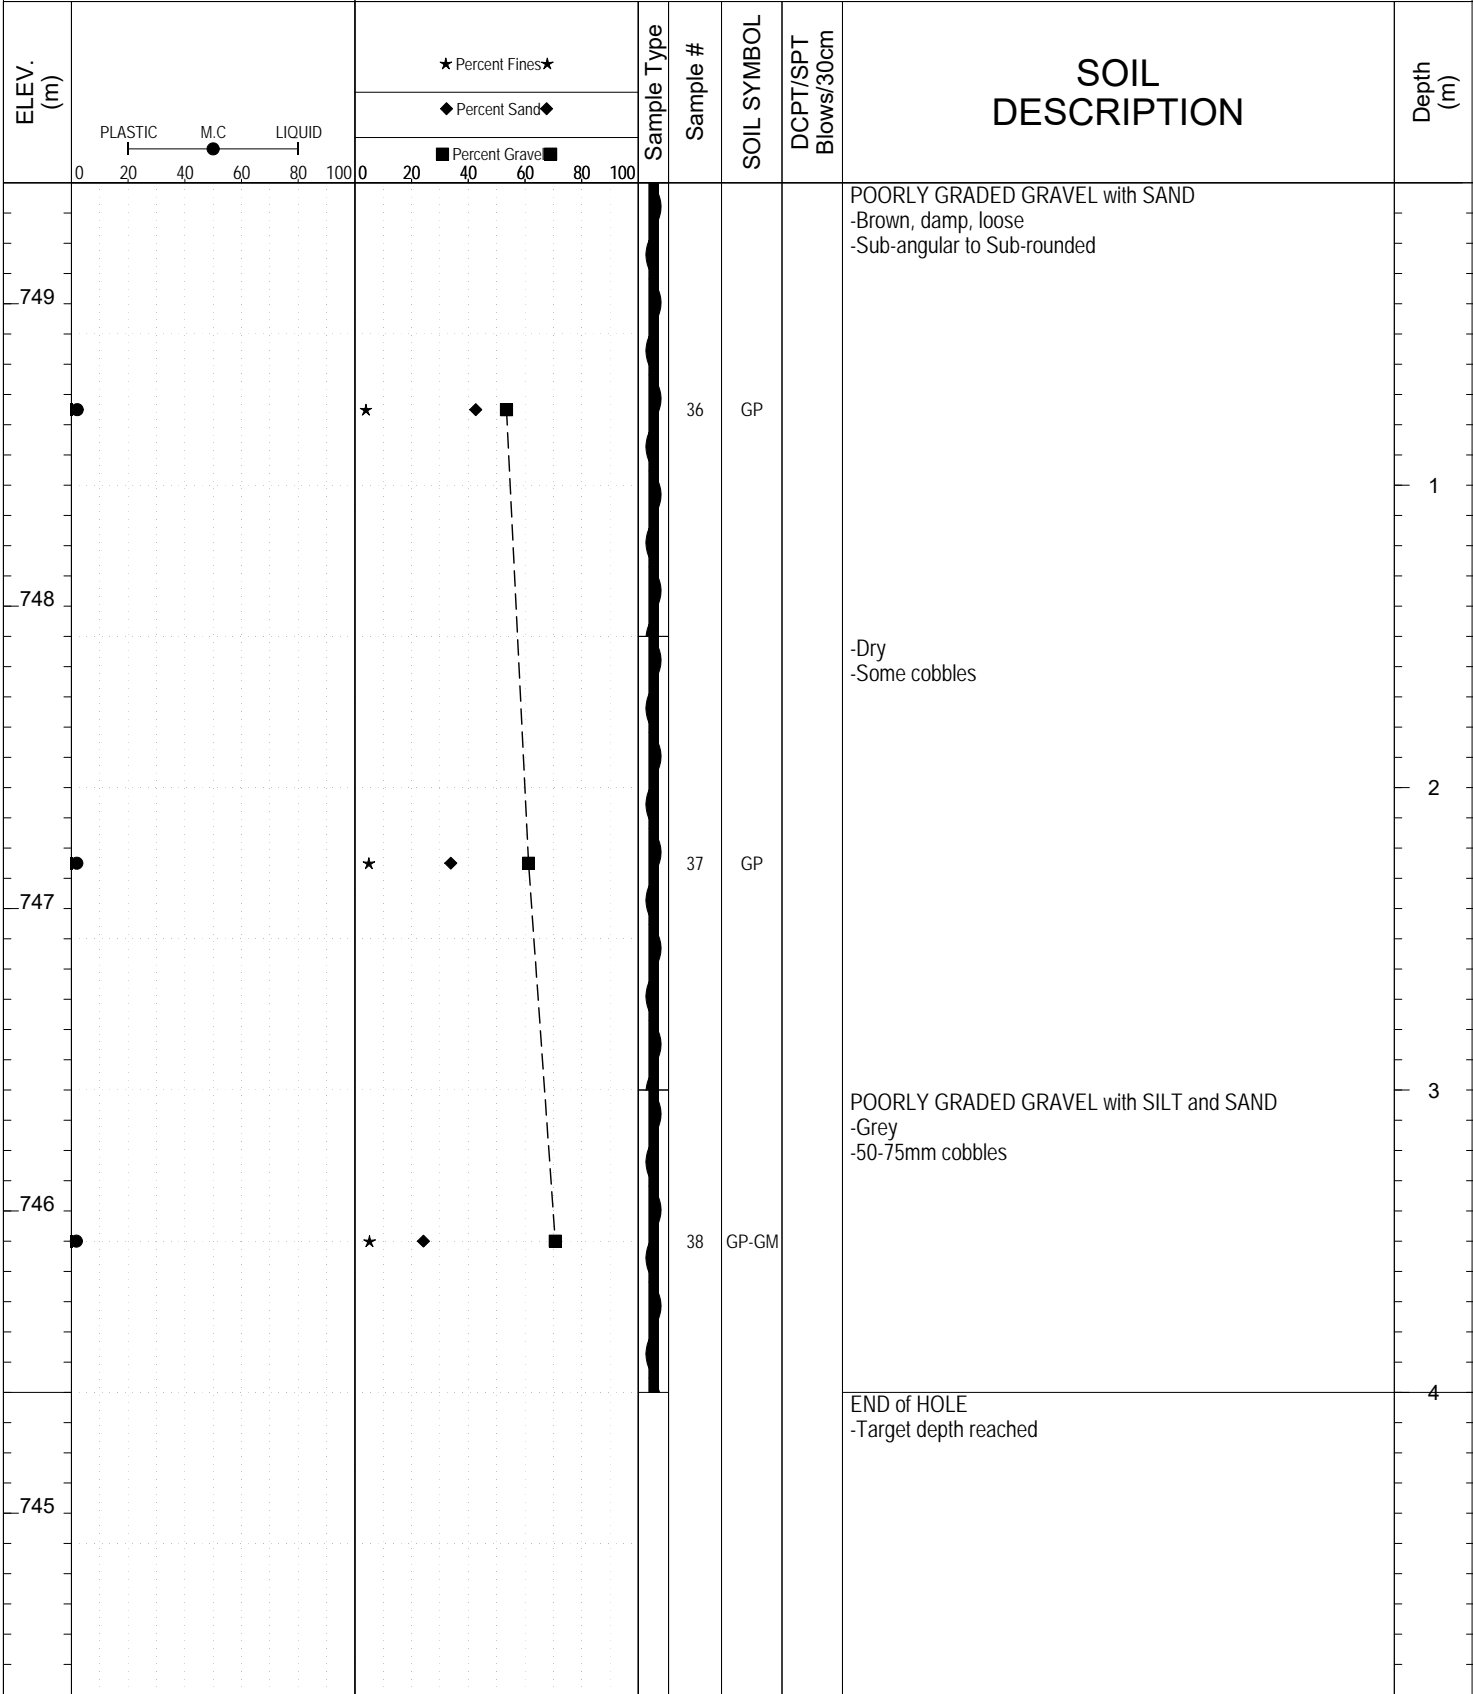 ELEV.
(m)
PLASTIC M.C LIQUID
0 20 40 60 80 100
★ Percent Fines★
◆ Percent Sand◆
■ Percent Gravel■
0 20 40 60 80 100
Sample Type
Sample #
SOIL SYMBOL
DCPT/SPT
Blows/30cm
SOIL
DESCRIPTION
Depth
(m)
POORLY GRADED GRAVEL with SAND
-Brown, damp, loose
-Sub-angular to Sub-rounded
749
36 GP
1
748
-Dry
-Some cobbles
2
37 GP
747
3
POORLY GRADED GRAVEL with SILT and SAND
-Grey
-50-75mm cobbles
746
38 GP-GM
4
END of HOLE
-Target depth reached
745